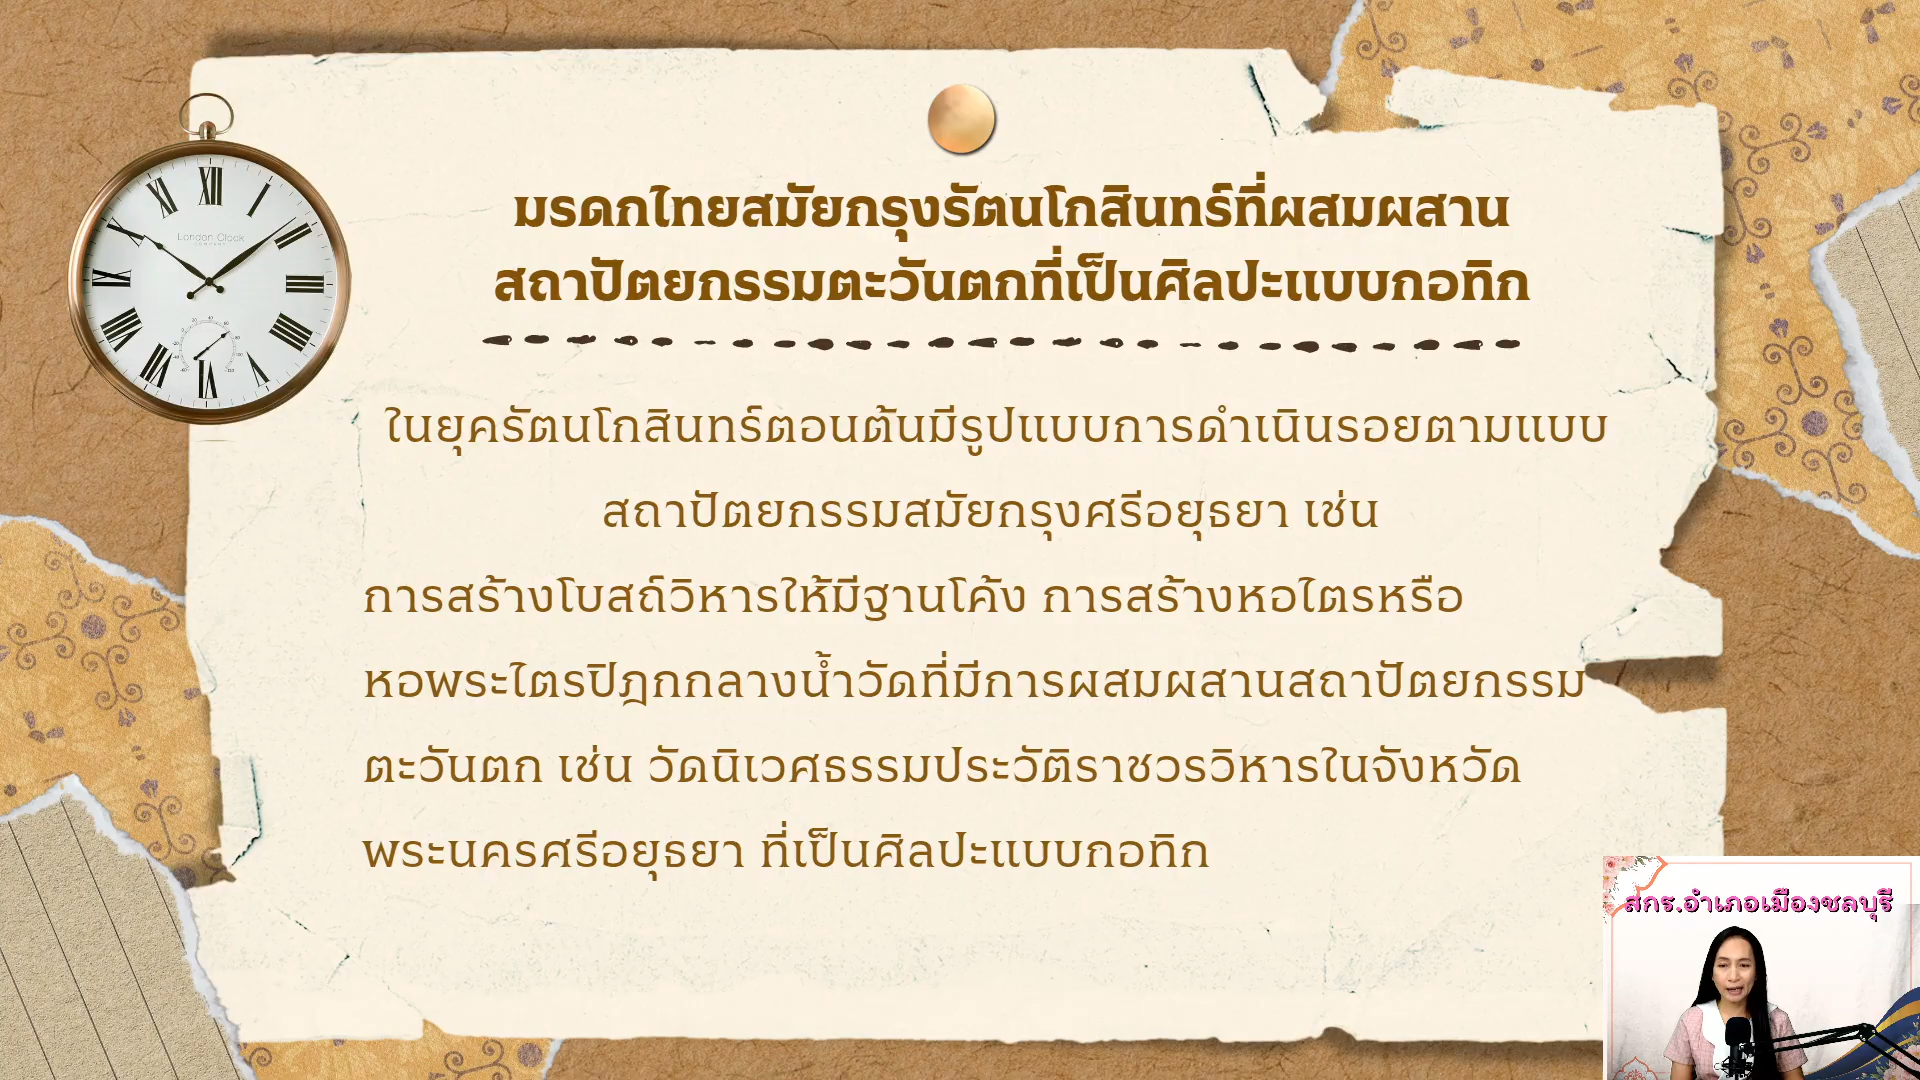 มรดกไทยสมัยกรุงรัตนโกสินทร์ที่ผสมผสาน
สถาปัตยกรรมตะวันตกที่เป็นศิลปะแบบกอทิก
London Clock
COMPANY
ในยุครัตนโกสินทร์ตอนต้นมีรูปแบบการดำเนินรอยตามแบบ
สถาปัตยกรรมสมัยกรุงศรีอยุธยา เช่น
การสร้างโบสถ์วิหารให้มีฐานโค้ง การสร้างหอไตรหรือ
หอพระไตรปิฎกกลางน้ำวัดที่มีการผสมผสานสถาปัตยกรรม
ตะวันตก เช่น วัดนิเวศธรรมประวัติราชวรวิหารในจังหวัด
พระนครศรีอยุธยา ที่เป็นศิลปะแบบกอทิก
สกร.อำเภอเมืองชลบุรี